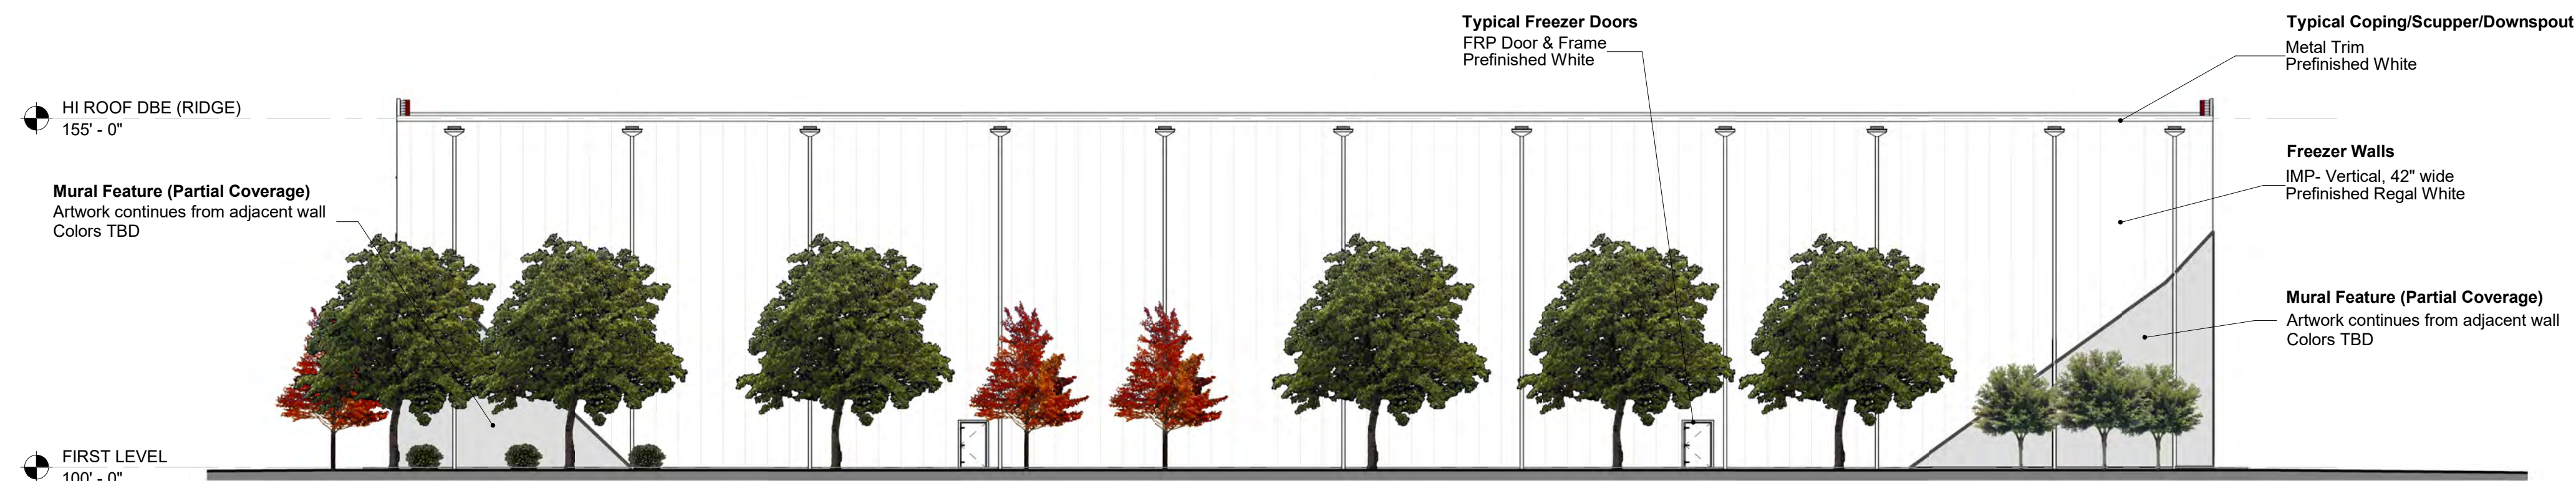 Typical Freezer Doors
FRP Door & Frame
Prefinished White
Typical Coping/Scupper/Downspout
Metal Trim
Prefinished White
HI ROOF DBE (RIDGE)
155' - 0"
Freezer Walls
IMP- Vertical, 42" wide
Prefinished Regal White
Mural Feature (Partial Coverage)
Artwork continues from adjacent wall
Colors TBD
Mural Feature (Partial Coverage)
Artwork continues from adjacent wall
Colors TBD
FIRST LEVEL
100' - 0"